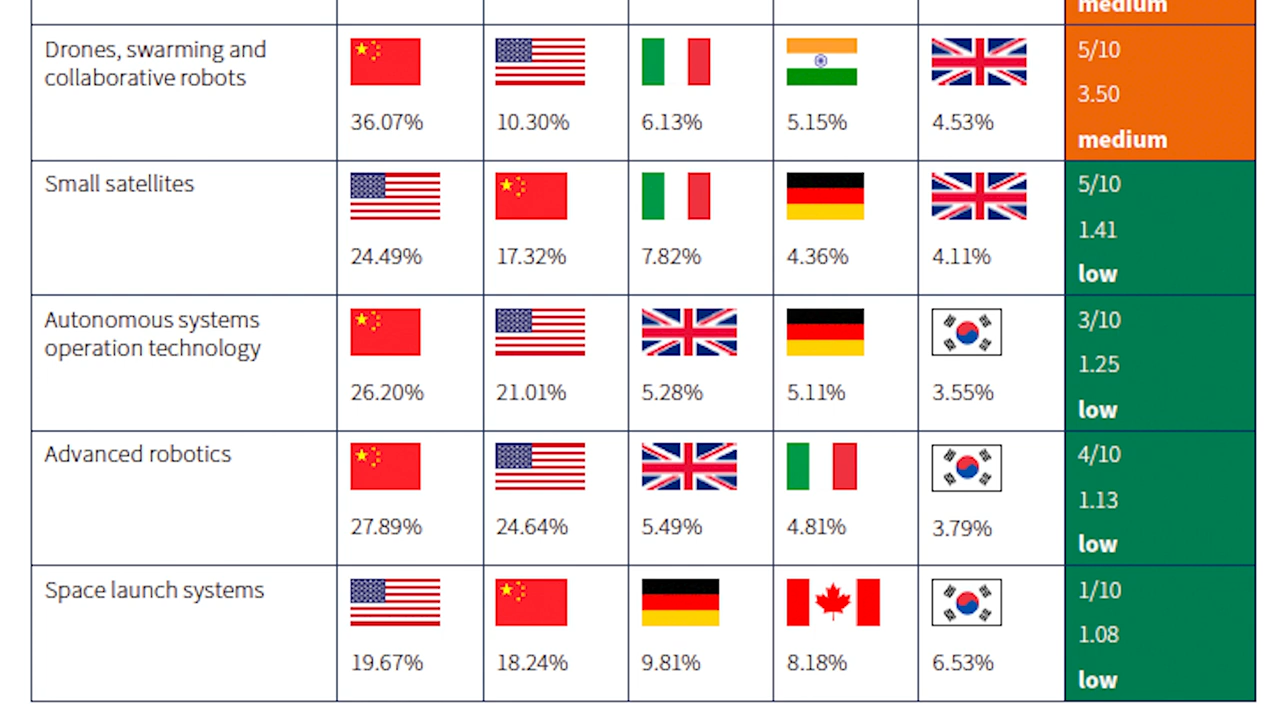 medium
Drones, swarming and
collaborative robots
36.07%
10.30%
6.13%
5.15%
4.53%
5/10
3.50
medium
Small satellites
24.49%
17.32%
7.82%
4.36%
4.11%
5/10
1.41
low
Autonomous systems
operation technology
26.20%
21.01%
5.28%
5.11%
3.55%
3/10
1.25
low
Advanced robotics
27.89%
24.64%
5.49%
4.81%
3.79%
4/10
1.13
low
Space launch systems
19.67%
18.24%
9.81%
8.18%
6.53%
1/10
1.08
low